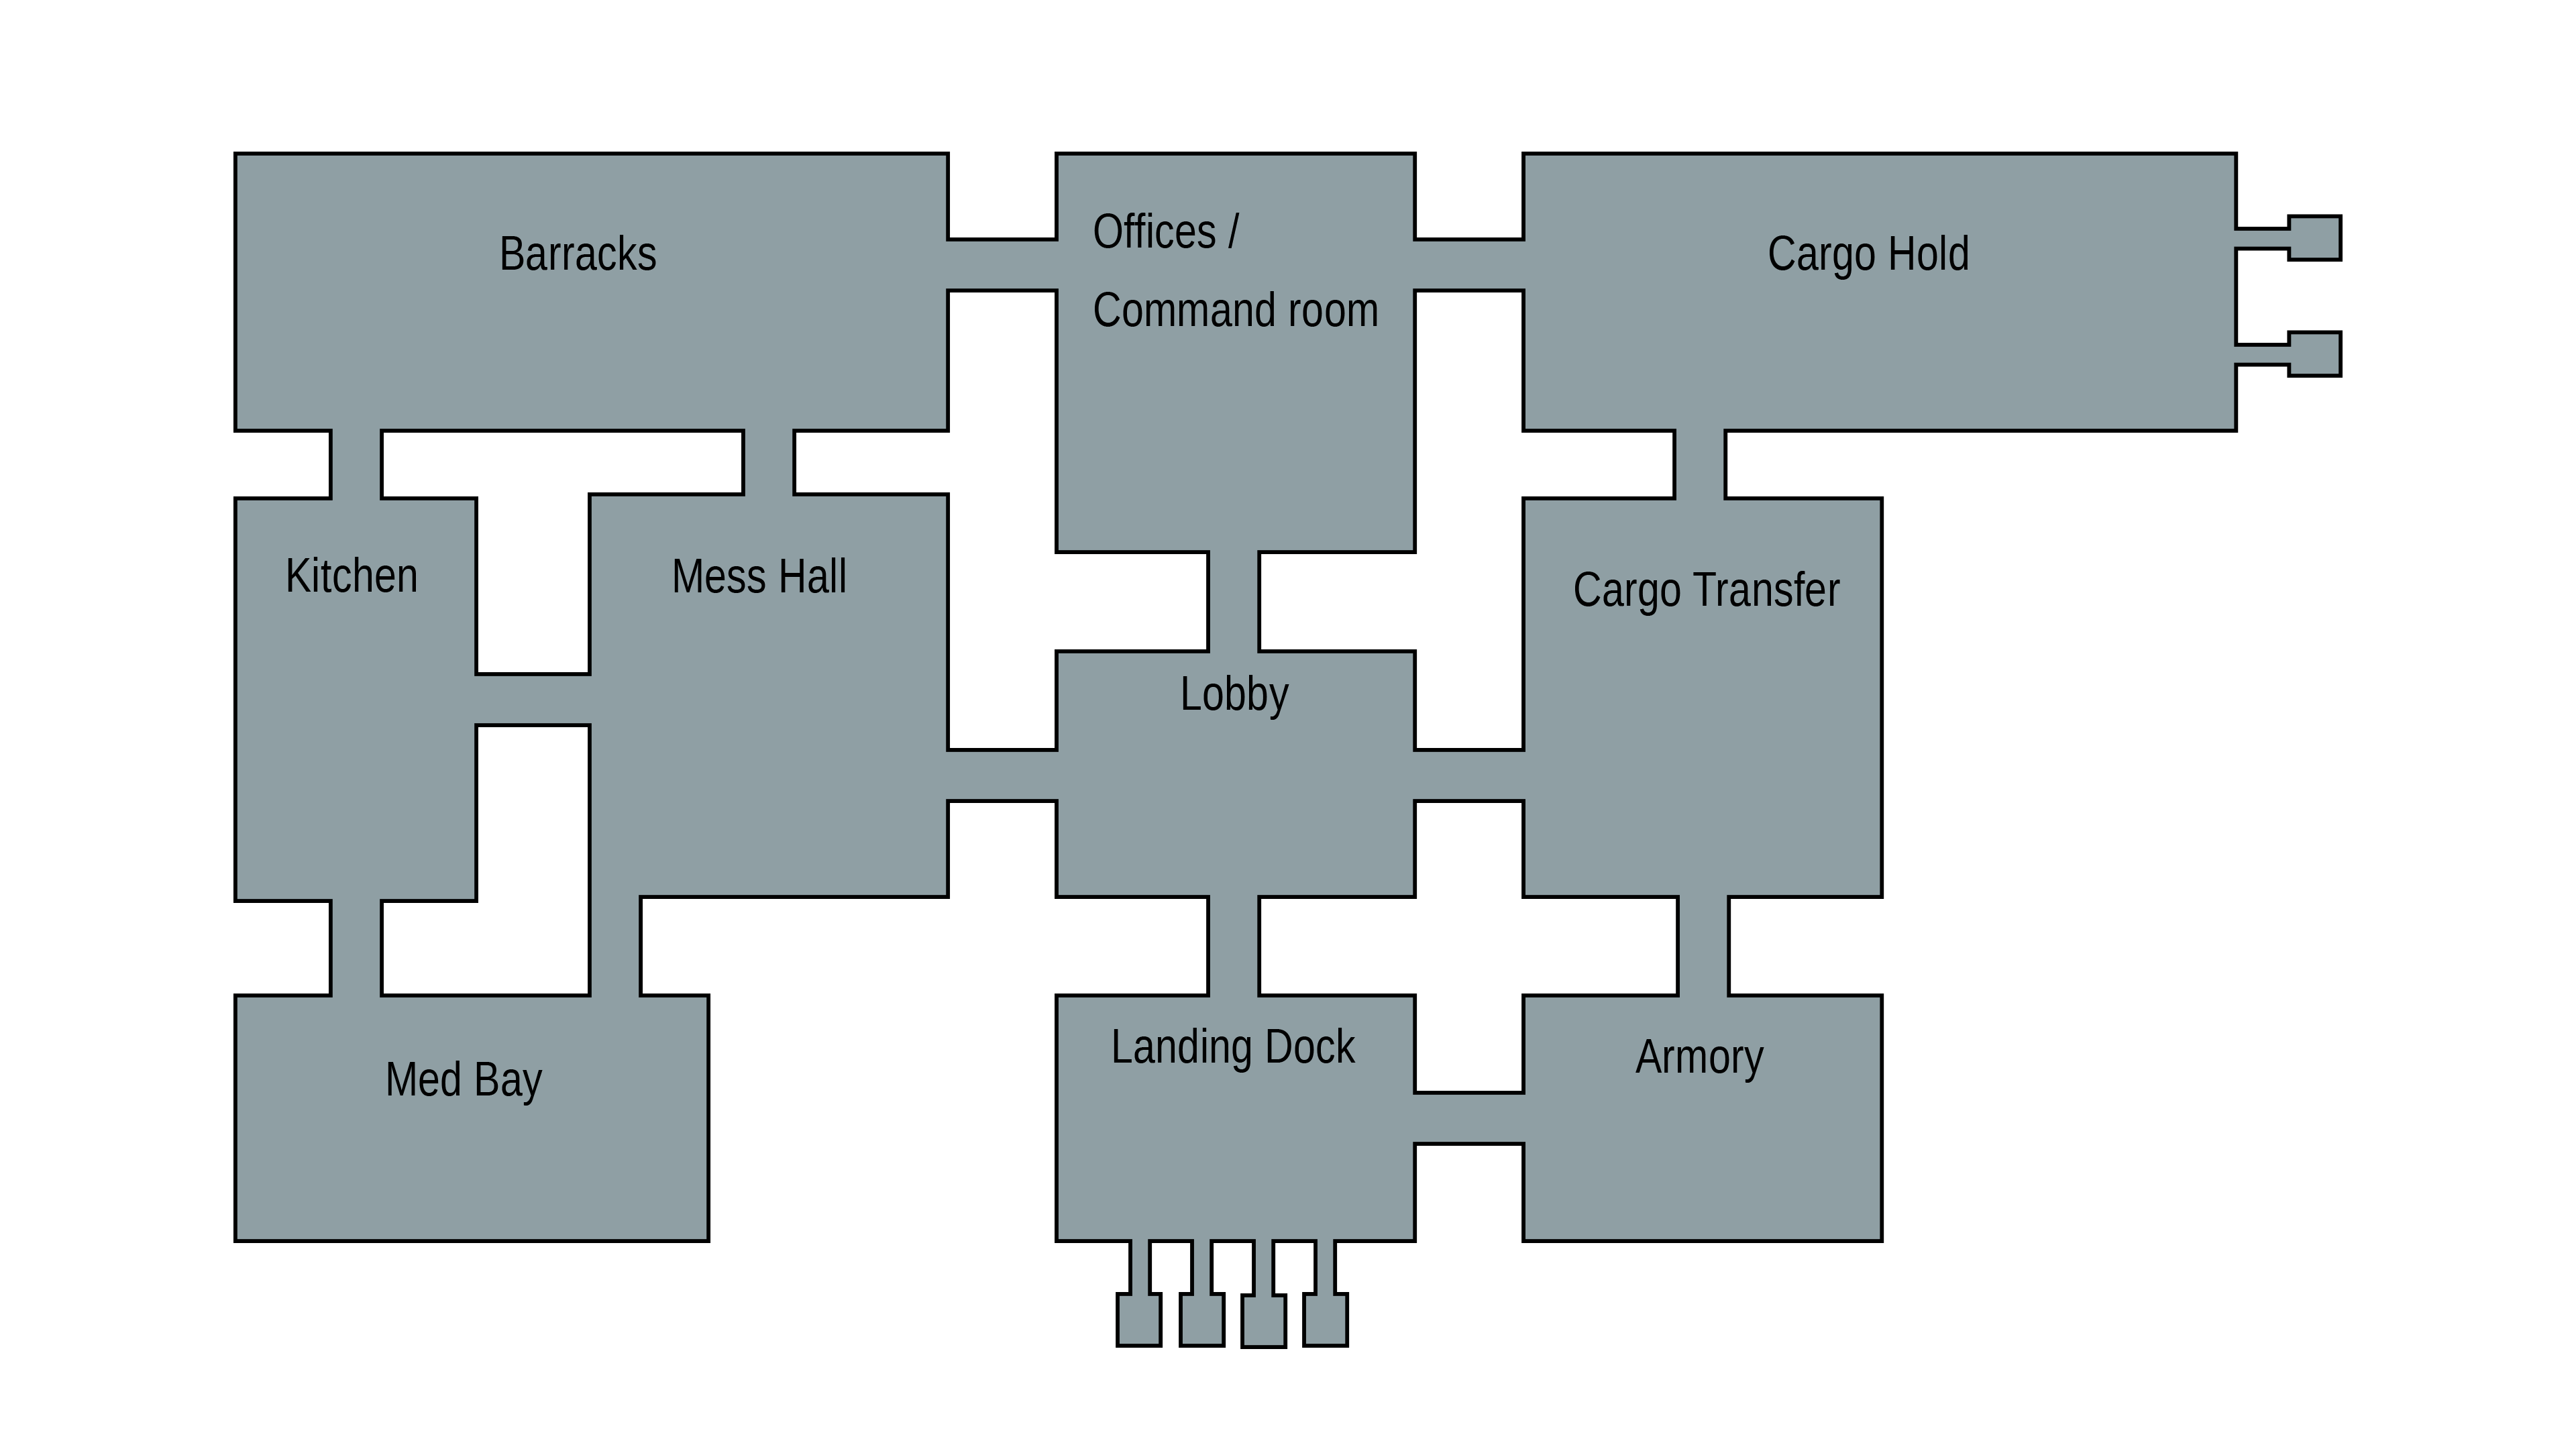 Barracks
Offices /
Command room
Cargo Hold
Kitchen
Mess Hall
Cargo Transfer
Lobby
Med Bay
Landing Dock
Armory